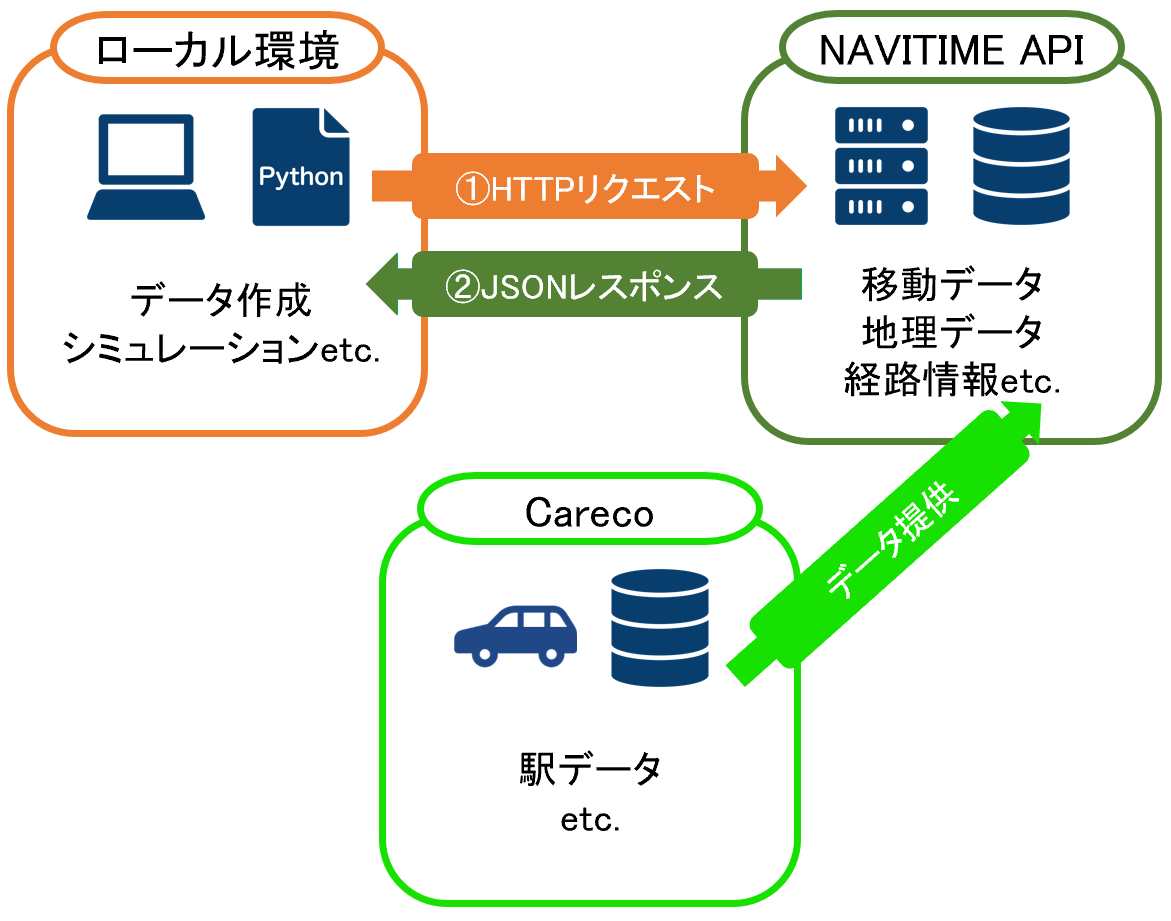 ローカル環境
NAVITIME API
Python
①HTTPリクエスト
②JSONレスポンス
データ作成
シミュレーションetc.
移動データ
地理データ
経路情報etc.
Careco
データ提供
駅データ
etc.